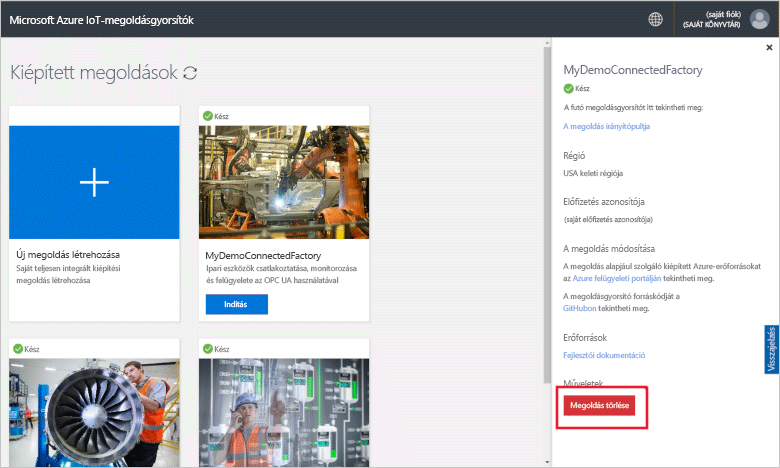 Microsoft Azure IoT-megoldásgyorsítók
(saját fiók)
(SAJÁT KÖNYVTÁR)
Kiépített megoldások
Új megoldás létrehozása
Saját teljesen integrált kiépítési
megoldás létrehozása
Kész
MyDemoConnectedFactory
Ipari eszközök csatlakoztatása, monitorozása
és felügyelete az OPC UA használatával
Indítás
Kész
Kész
MyDemoConnectedFactory
Kész
A futó megoldásgyorsítót itt tekintheti meg:
A megoldás irányítópultja
Régió
USA keleti régiója
Előfizetés azonosítója
(saját előfizetés azonosítója)
A megoldás módosítása
A megoldás alapjául szolgáló kiépített Azure-erőforrásokat
az Azure felügyeleti portálján tekintheti meg.
A megoldásgyorsító forráskódját a
GitHubon tekintheti meg.
Erőforrások
Fejlesztői dokumentáció
Műveletek
Megoldás törlése
Visszajelzés